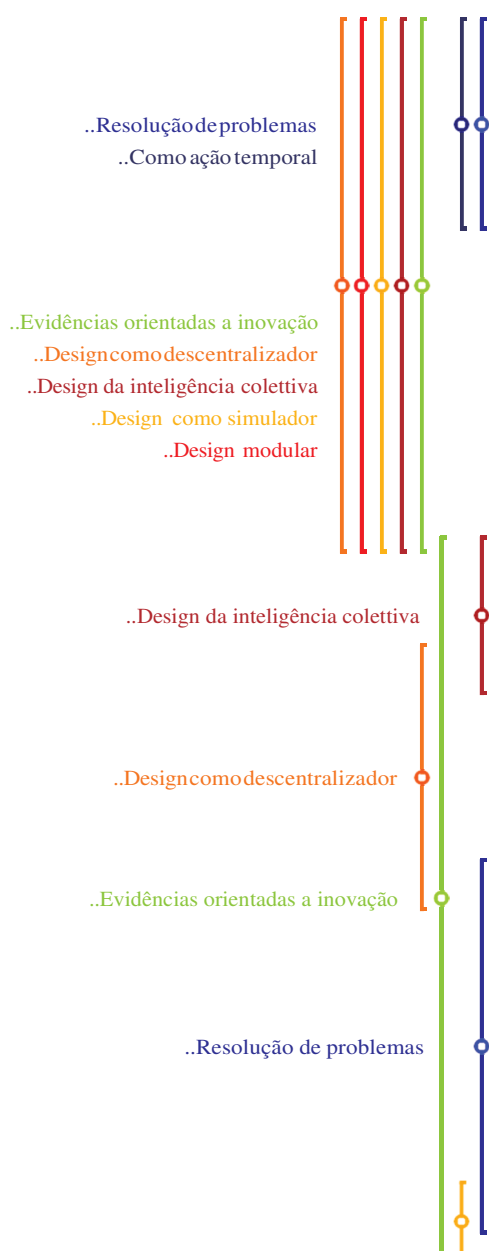 ..Resolução de problemas
..Como ação temporal
..Evidências orientadas a inovação
..Design como descentralizador
..Design da inteligência colettiva
..Design como simulador
..Design modular
..Design da inteligência colettiva
..Design como descentralizador
..Evidências orientadas a inovação
..Resolução de problemas